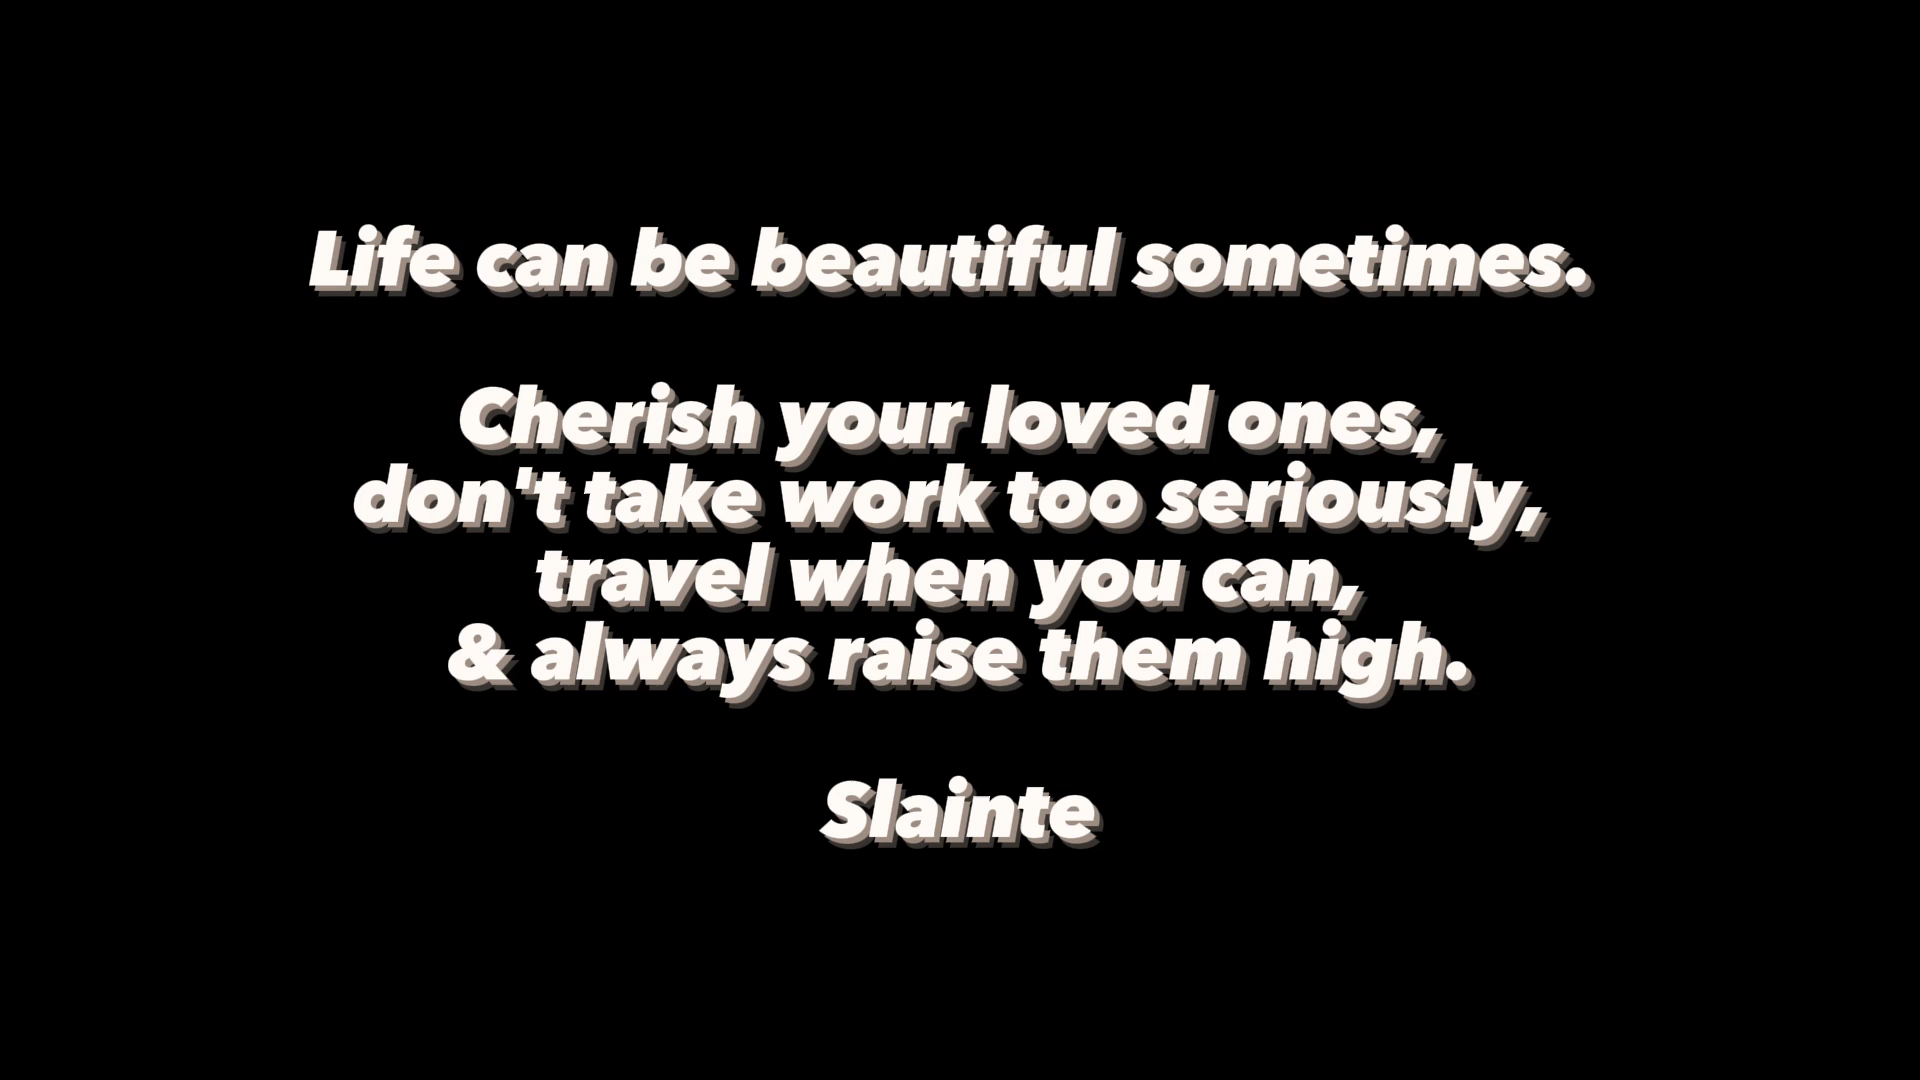 Life can be beautiful sometimes.
Cherish your loved ones,
don't take work too seriously,
travel when you can,
& always raise them high.
Slainte